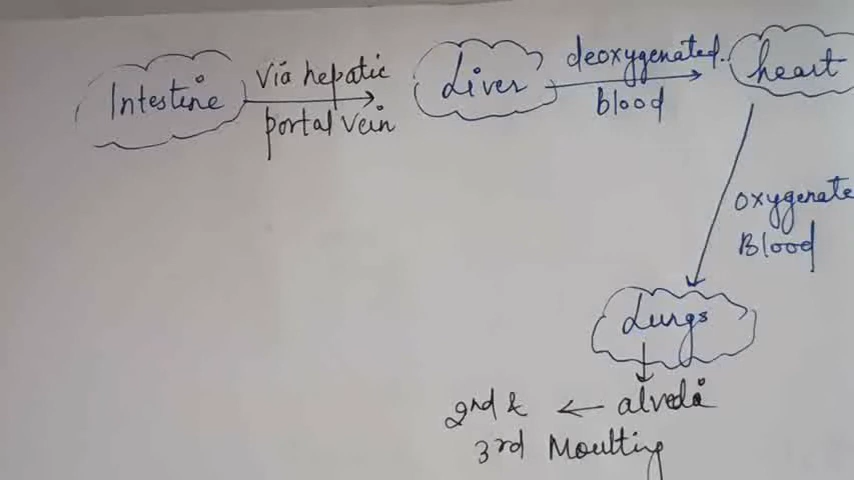 Intestine
via hepatic
portal vein
Liver
deoxygenated
blood
heart
oxygenate
Blood
Lungs
alveoli
2nd &
3rd Moulting